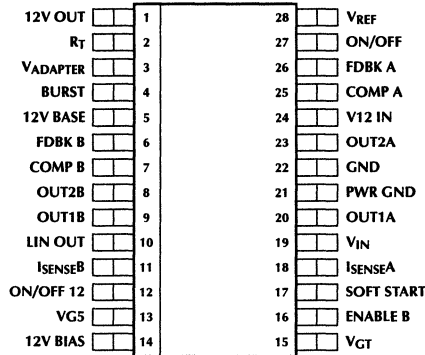 12V OUT 1 28 VREF
RT 2 27 ON/OFF
VADAPTER 3 26 FDBK A
BURST 4 25 COMP A
12V BASE 5 24 V12 IN
FDBK B 6 23 OUT2A
COMP B 7 22 GND
OUT2B 8 21 PWR GND
OUT1B 9 20 OUT1A
LIN OUT 10 19 VIN
ISENSEB 11 18 ISENSEA
ON/OFF 12 12 17 SOFT START
VG5 13 16 ENABLE B
12V BIAS 14 15 VGT